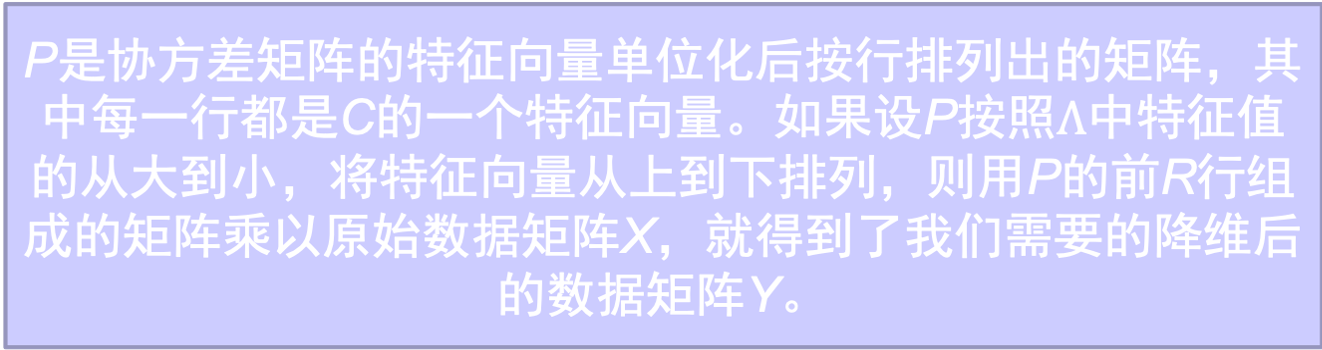 P是协方差矩阵的特征向量单位化后按行排列出的矩阵，其
中每一行都是C的一个特征向量。如果设P按照Λ中特征值
的从大到小，将特征向量从上到下排列，则用P的前R行组
成的矩阵乘以原始数据矩阵X，就得到了我们需要的降维后
的数据矩阵Y。